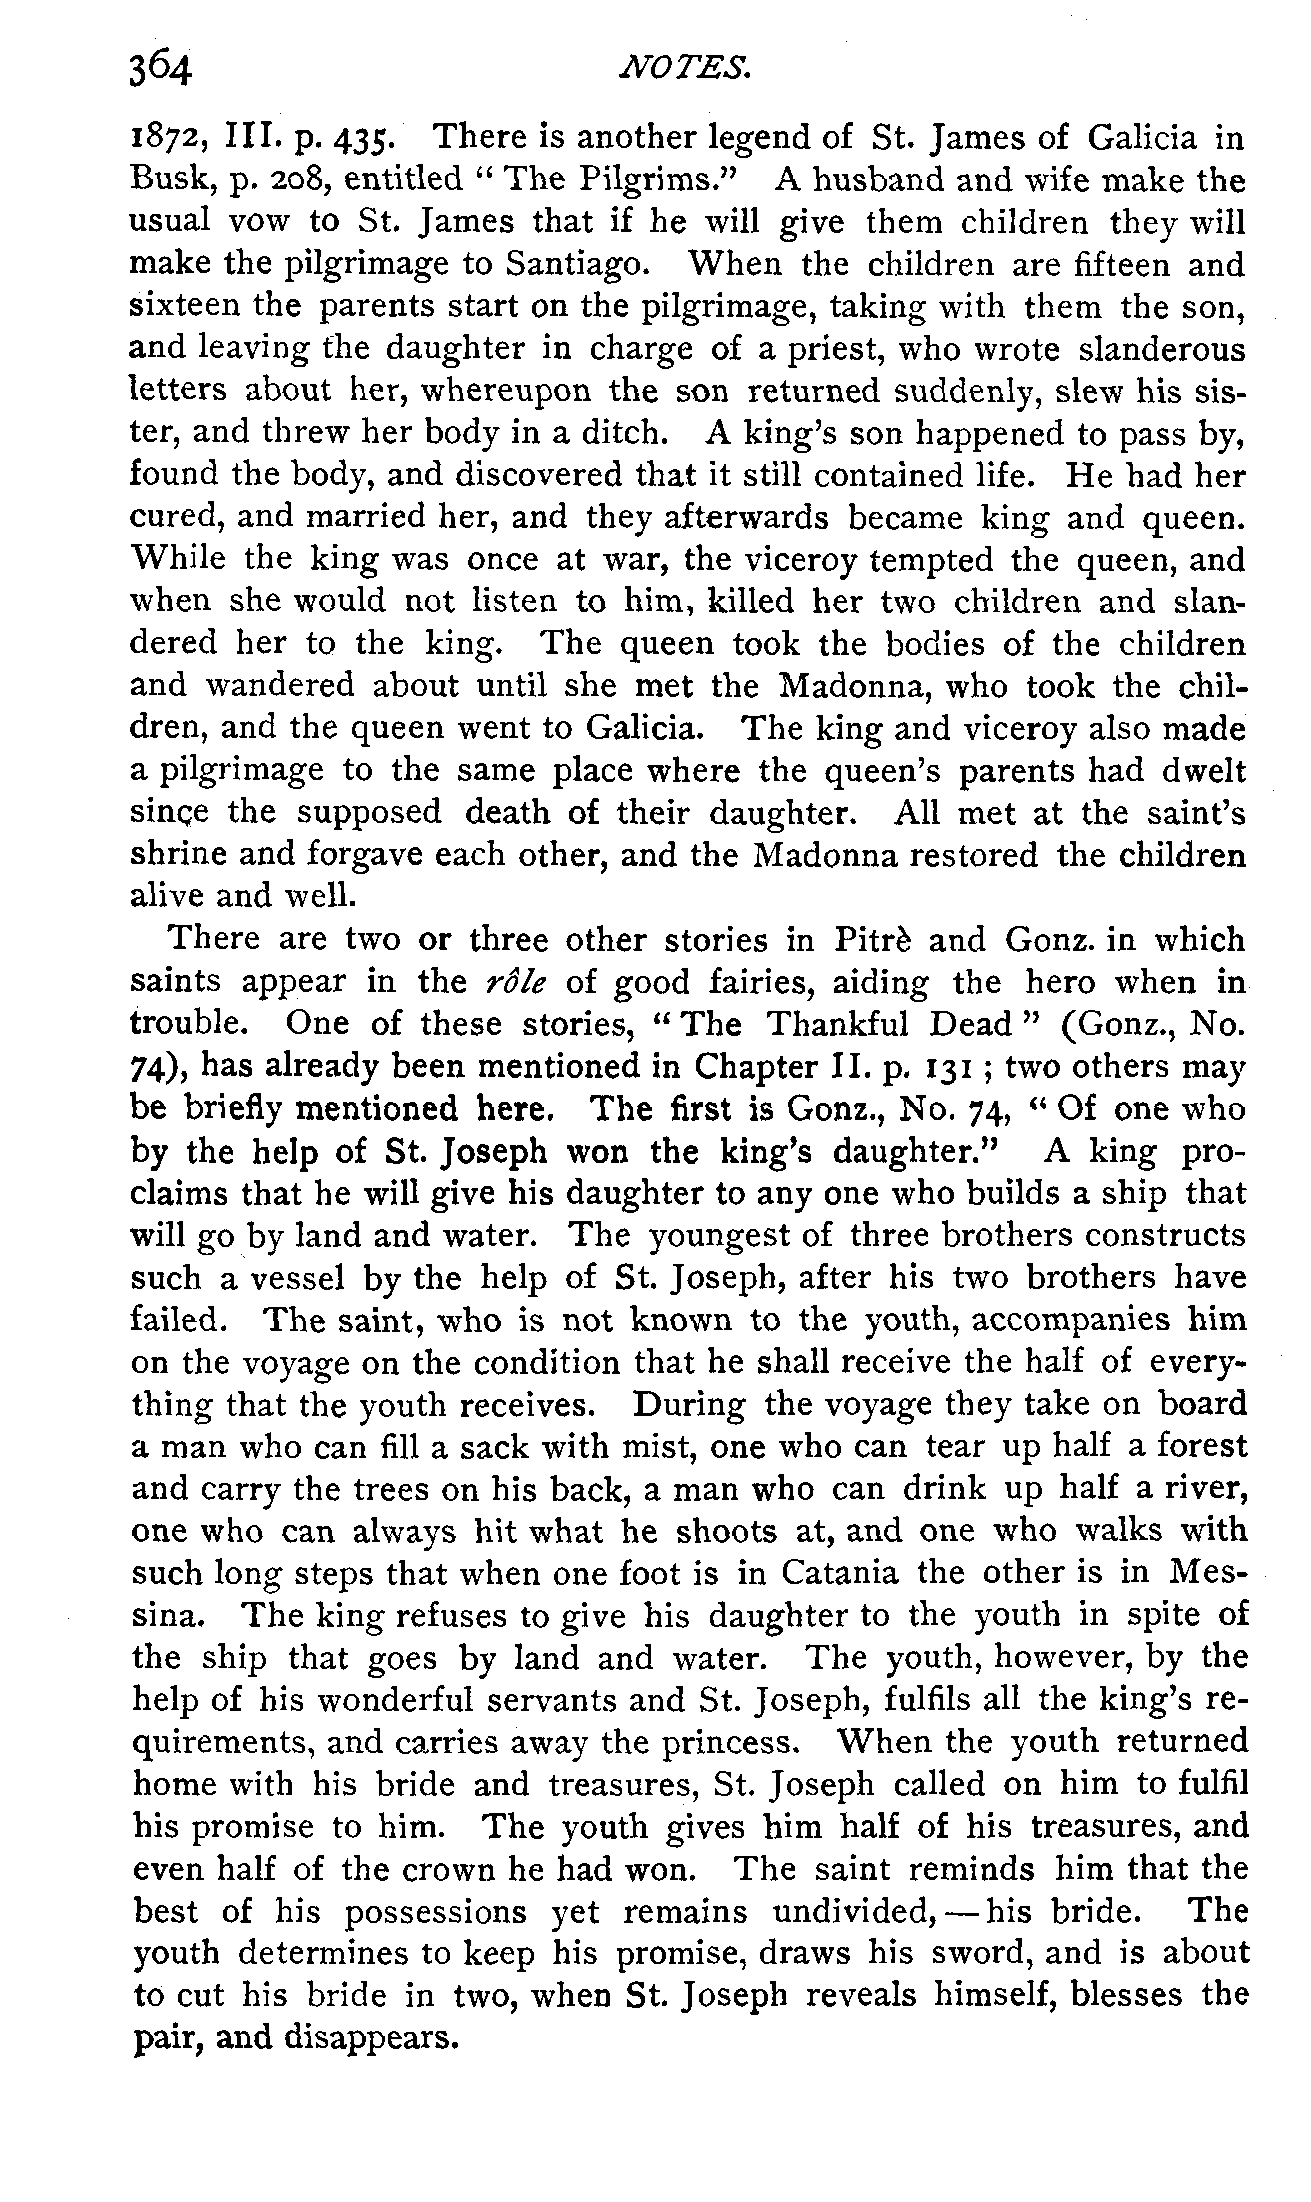 364 NOTES.
1872, III. p. 435. There is another legend of St. James of Galicia in
Busk, p. 208, entitled “ The Pilgrims.” A husband and wife make the
usual vow to St. James that if he will give them children they will
make the pilgrimage to Santiago. When the children are fifteen and
sixteen the parents start on the pilgrimage, taking with them the son,
and leaving the daughter in charge of a priest, who wrote slanderous
letters about her, whereupon the son returned suddenly, slew his sis-
ter, and threw her body in a ditch. A king’s son happened to pass by,
found the body, and discovered that it still contained life. He had her
cured, and married her, and they afterwards became king and queen.
While the king was once at war, the viceroy tempted the queen, and
when she would not listen to him, killed her two children and slan-
dered her to the king. The queen took the bodies of the children
and wandered about until she met the Madonna, who took the chil-
dren, and the queen went to Galicia. The king and viceroy also made
a pilgrimage to the same place where the queen’s parents had dwelt
since the supposed death of their daughter. All met at the saint’s
shrine and forgave each other, and the Madonna restored the children
alive and well.
There are two or three other stories in Pitrè and Gonz. in which
saints appear in the rôle of good fairies, aiding the hero when in
trouble. One of these stories, “ The Thankful Dead ” (Gonz., No.
74), has already been mentioned in Chapter II. p. 131 ; two others may
be briefly mentioned here. The first is Gonz., No. 74, “ Of one who
by the help of St. Joseph won the king’s daughter.” A king pro-
claims that he will give his daughter to any one who builds a ship that
will go by land and water. The youngest of three brothers constructs
such a vessel by the help of St. Joseph, after his two brothers have
failed. The saint, who is not known to the youth, accompanies him
on the voyage on the condition that he shall receive the half of every-
thing that the youth receives. During the voyage they take on board
a man who can fill a sack with mist, one who can tear up half a forest
and carry the trees on his back, a man who can drink up half a river,
one who can always hit what he shoots at, and one who walks with
such long steps that when one foot is in Catania the other is in Mes-
sina. The king refuses to give his daughter to the youth in spite of
the ship that goes by land and water. The youth, however, by the
help of his wonderful servants and St. Joseph, fulfils all the king’s re-
quirements, and carries away the princess. When the youth returned
home with his bride and treasures, St. Joseph called on him to fulfil
his promise to him. The youth gives him half of his treasures, and
even half of the crown he had won. The saint reminds him that the
best of his possessions yet remains undivided, — his bride. The
youth determines to keep his promise, draws his sword, and is about
to cut his bride in two, when St. Joseph reveals himself, blesses the
pair, and disappears.